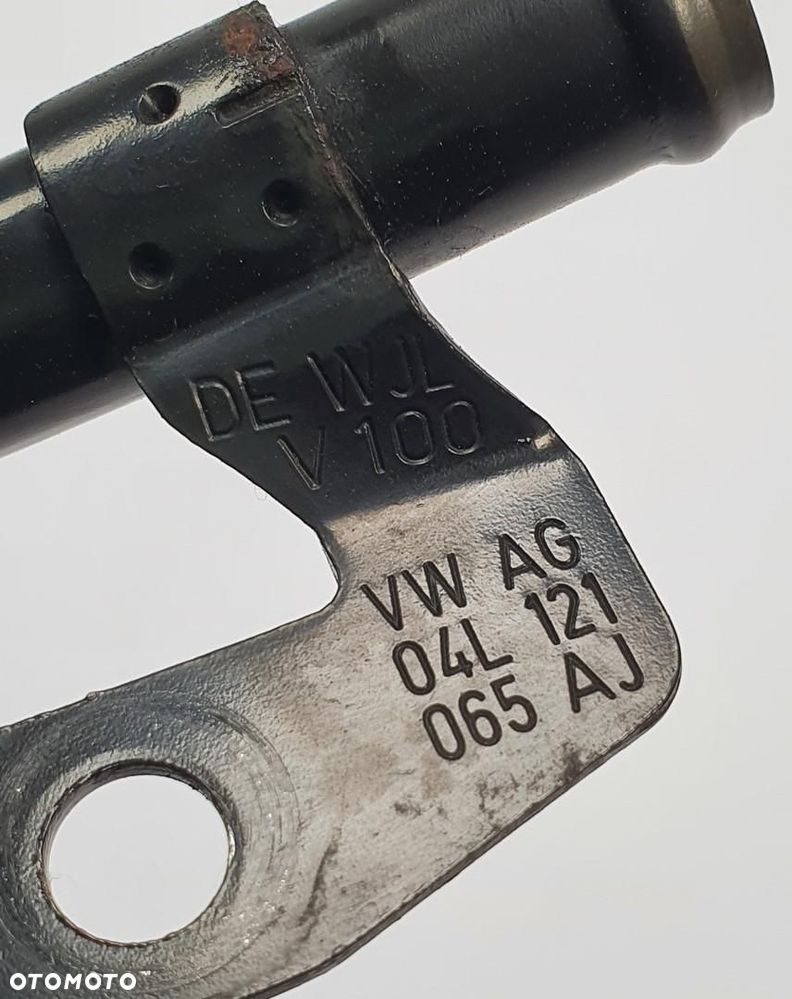 DE WJL
V 100
VW AG
04L 121
065 AJ
OTOMOTO